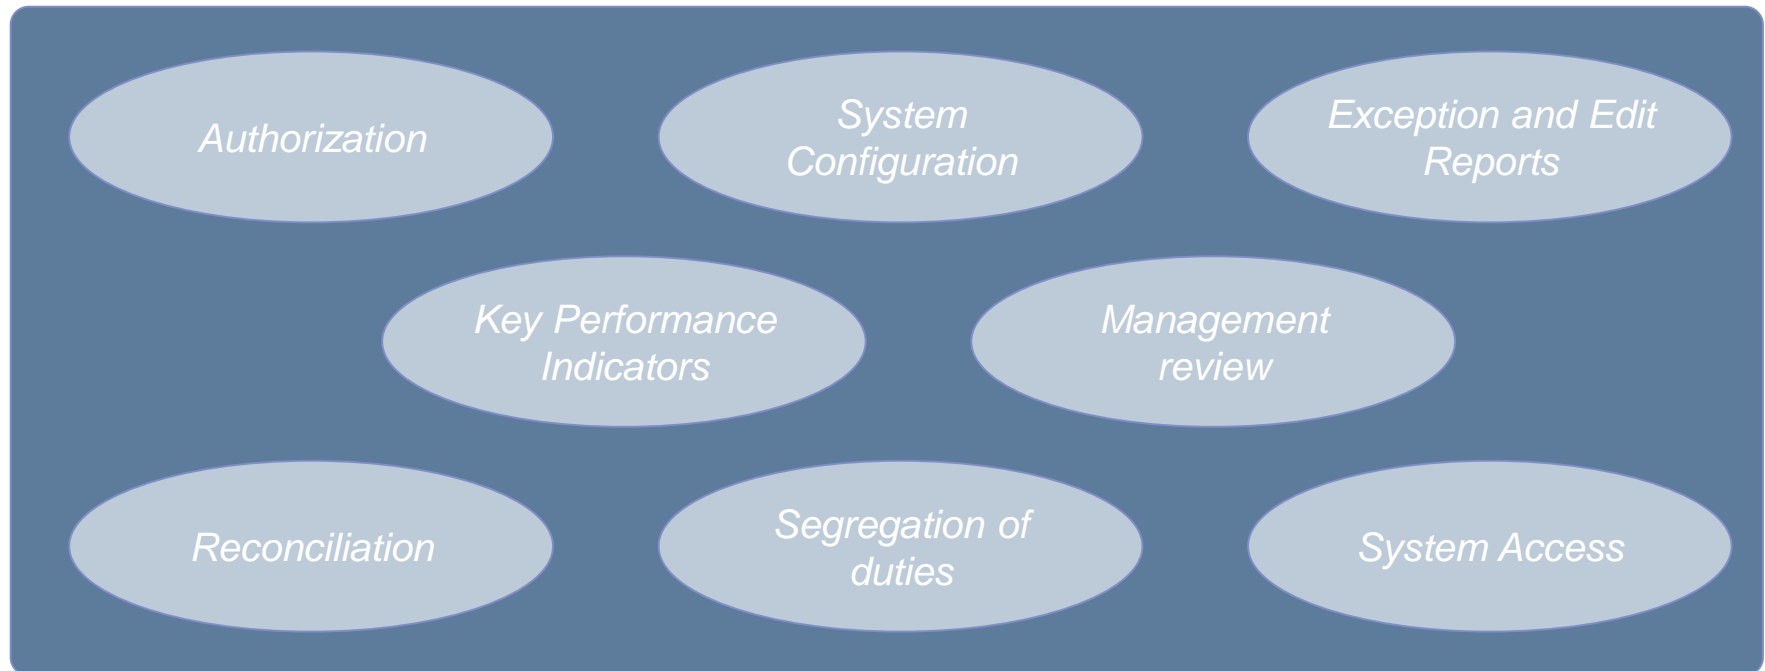 Authorization
System
Configuration
Exception and Edit
Reports
Key Performance
Indicators
Management
review
Reconciliation
Segregation of
duties
System Access